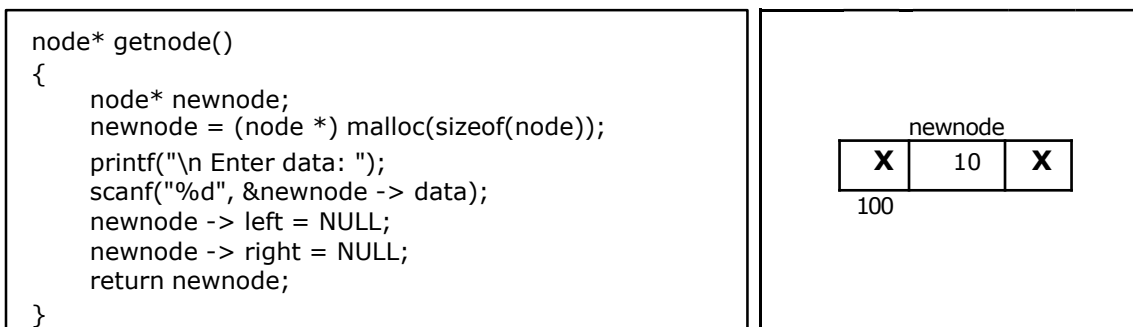 node* getnode()
{
node* newnode;
newnode = (node *) malloc(sizeof(node));
printf("\n Enter data: ");
scanf("%d", &newnode -> data);
newnode -> left = NULL;
newnode -> right = NULL;
return newnode;
}
newnode
X 10 X
100